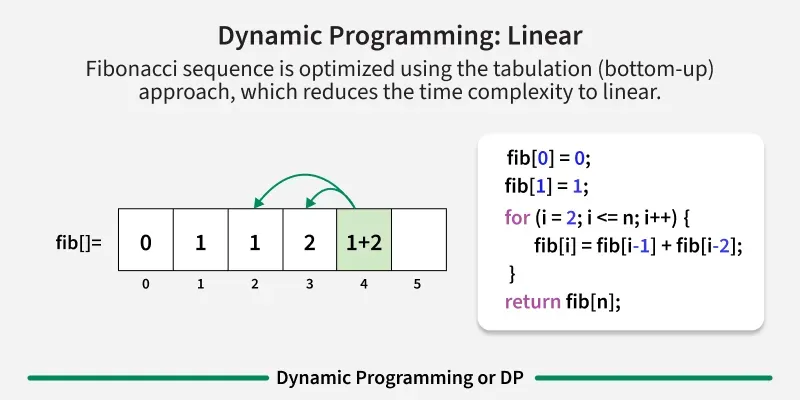 Dynamic Programming: Linear
Fibonacci sequence is optimized using the tabulation (bottom-up)
approach, which reduces the time complexity to linear.
fib[]= 0 1 1 2 1+2
0 1 2 3 4 5
fib[0] = 0;
fib[1] = 1;
for (i = 2; i <= n; i++) {
fib[i] = fib[i-1] + fib[i-2];
}
return fib[n];
Dynamic Programming or DP